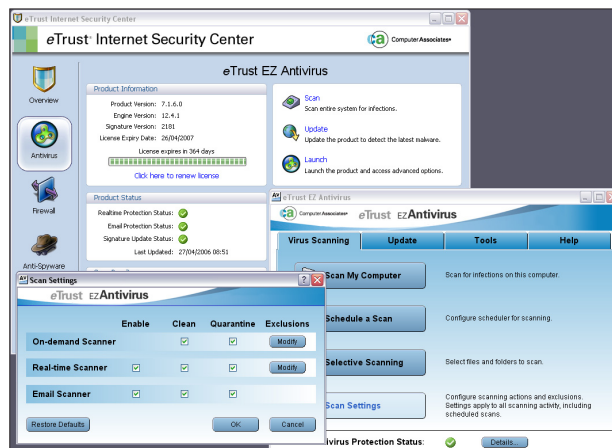 eTrust Internet Security Center
eTrust Internet Security Center
ca Computer Associates
eTrust EZ Antivirus
Overview
Antivirus
Firewall
Anti-Spyware
Product Information
Product Version: 7.1.6.0
Engine Version: 12.4.1
Signature Version: 2181
License Expiry Date: 26/04/2007
License expires in 364 days
Click here to renew license
Scan
Scan entire system for infections.
Update
Update the product to detect the latest malware.
Launch
Launch the product and access advanced options.
Product Status
Realtime Protection Status:
Email Protection Status:
Signature Update Status:
Last Updated: 27/04/2006 08:51
eTrust EZ Antivirus
ca Computer Associates eTrust EZ Antivirus
Virus Scanning Update Tools Help
Scan My Computer
Scan for infections on this computer.
Schedule a Scan
Configure scheduler for scanning.
Selective Scanning
Select files and folders to scan.
Scan Settings
Configure scanning actions and exclusions.
Settings apply to all scanning activity, including
scheduled scans.
ivirus Protection Status:
Details...
Scan Settings
eTrust EZ Antivirus
Enable Clean Quarantine Exclusions
On-demand Scanner Modify
Real-time Scanner Modify
Email Scanner
Restore Defaults OK Cancel